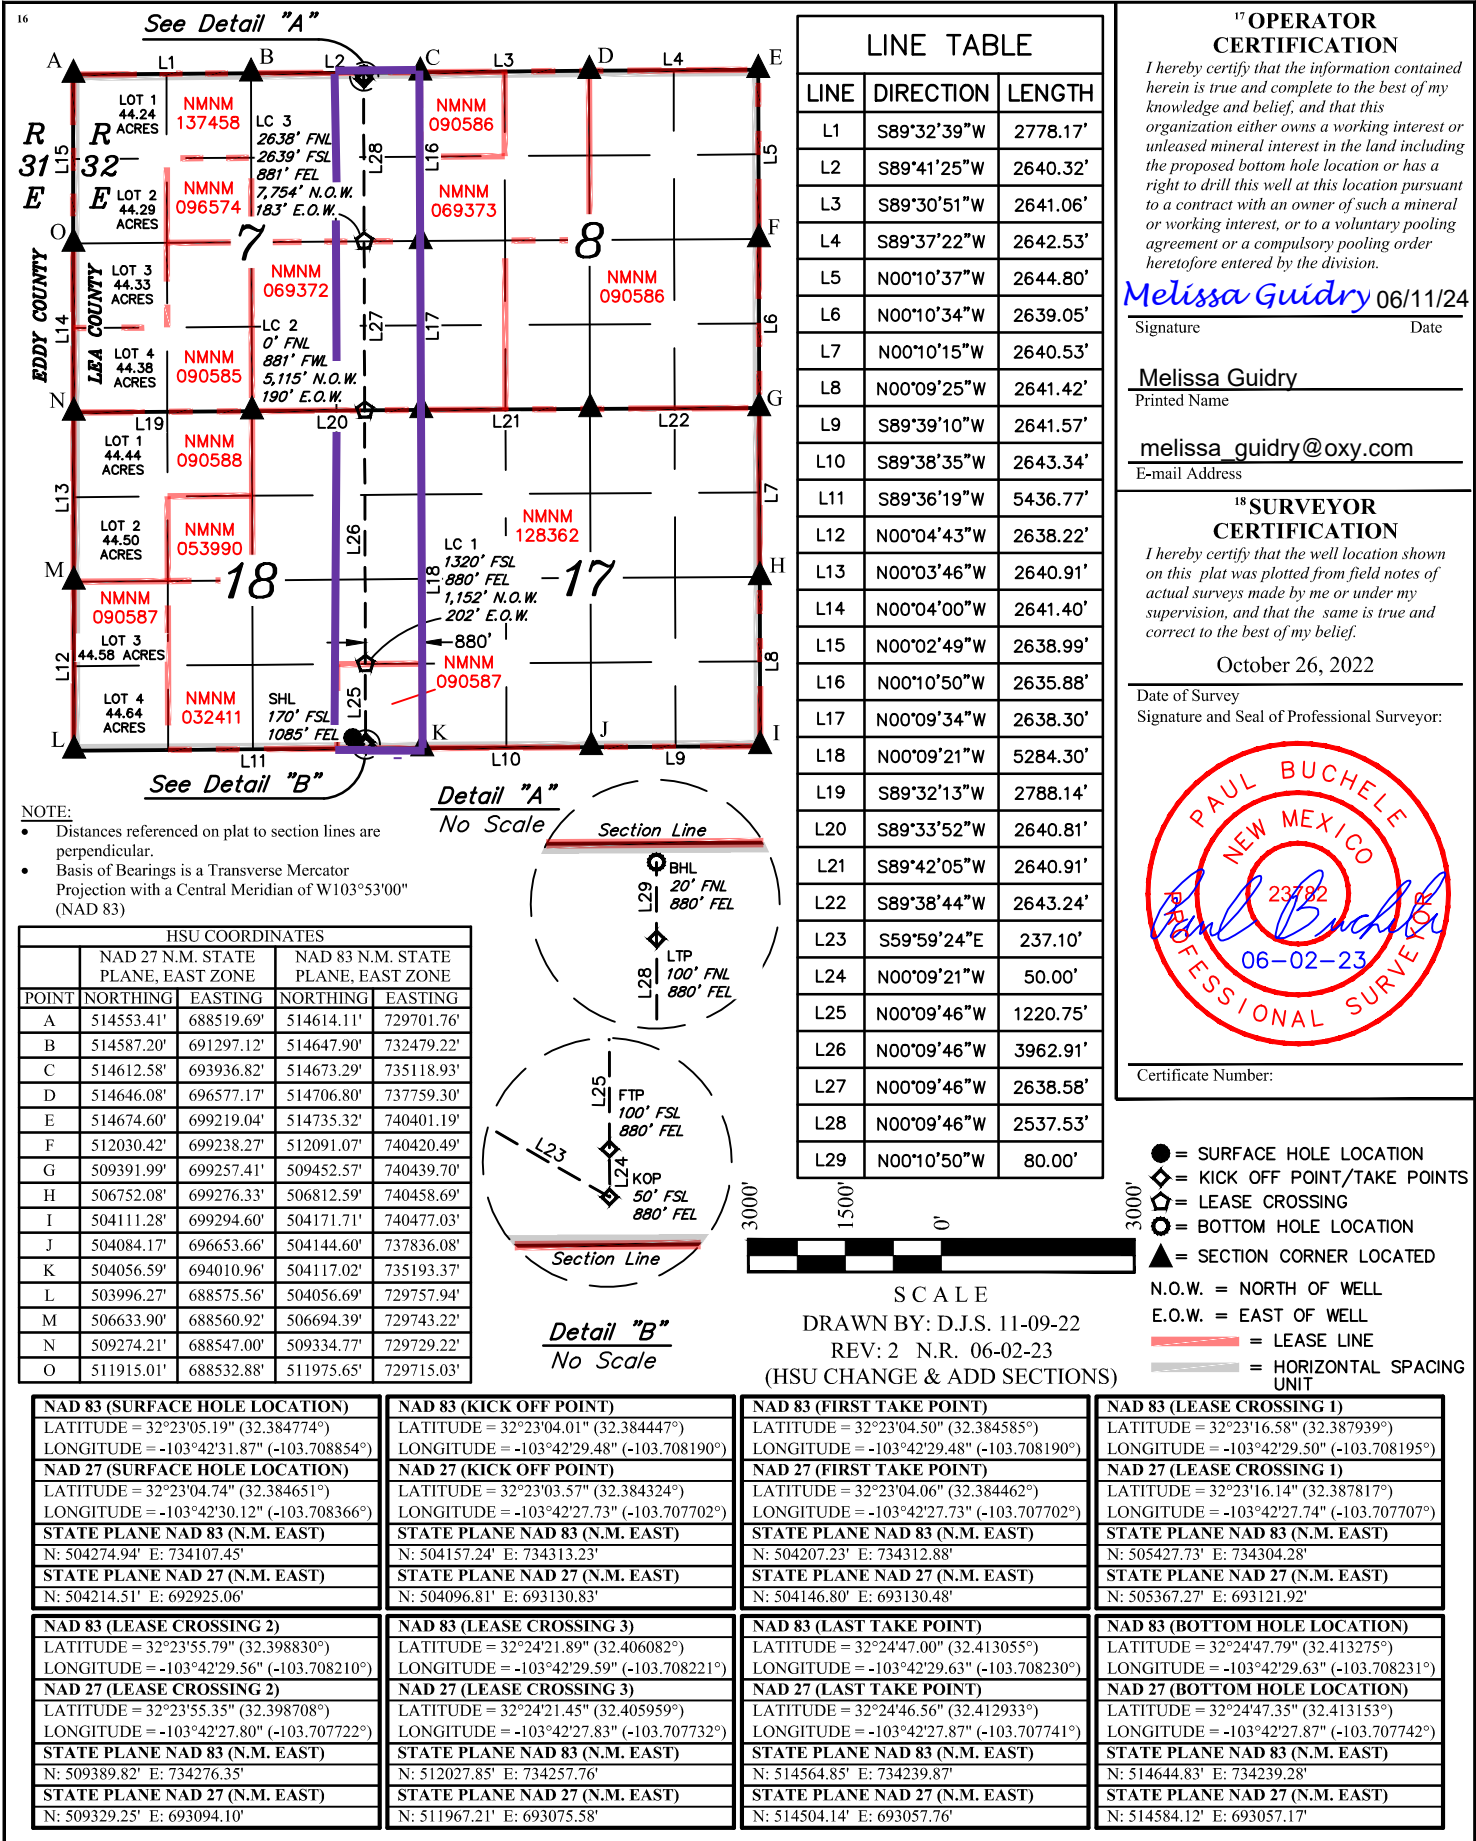 16
See Detail "A"
A
L1
B
L2
C
L3
D
L4
E
LOT 1
44.24
ACRES
NMNM
137458
LC 3
2638' FNL
2639' FSL
881' FEL
7,754' N.O.W.
183' E.O.W.
NMNM
090586
R
31
E
R
32
E
L15
L28
L16
L5
LOT 2
44.29
ACRES
NMNM
096574
NMNM
069373
O
7
8
F
EDDY COUNTY
LEA COUNTY
LOT 3
44.33
ACRES
NMNM
069372
NMNM
090586
L14
L27
L17
L6
LC 2
0' FNL
881' FWL
5,115' N.O.W.
190' E.O.W.
LOT 4
44.38
ACRES
NMNM
090585
N
L19
L20
L21
L22
G
LOT 1
44.44
ACRES
NMNM
090588
L13
L7
LOT 2
44.50
ACRES
NMNM
053990
L26
NMNM
128362
LC 1
1320' FSL
880' FEL
1,152' N.O.W.
202' E.O.W.
M
18
L18
17
H
NMNM
090587
LOT 3
44.58 ACRES
880'
L12
L8
NMNM
090587
LOT 4
44.64
ACRES
NMNM
032411
SHL
170' FSL
1085' FEL
L25
L
L11
K
L10
J
L9
I
See Detail "B"
Detail "A"
No Scale
Section Line
BHL
20' FNL
880' FEL
L29
LTP
100' FNL
880' FEL
L28
NOTE:
• Distances referenced on plat to section lines are
perpendicular.
• Basis of Bearings is a Transverse Mercator
Projection with a Central Meridian of W103°53'00"
(NAD 83)
HSU COORDINATES
NAD 27 N.M. STATE PLANE, EAST ZONE NAD 83 N.M. STATE PLANE, EAST ZONE
POINT NORTHING EASTING NORTHING EASTING
A 514553.41' 688519.69' 514614.11' 729701.76'
B 514587.20' 691297.12' 514647.90' 732479.22'
C 514612.58' 693936.82' 514673.29' 735118.93'
D 514646.08' 696577.17' 514706.80' 737759.30'
E 514674.60' 699219.04' 514735.32' 740401.19'
F 512030.42' 699238.27' 512091.07' 740420.49'
G 509391.99' 699257.41' 509452.57' 740439.70'
H 506752.08' 699276.33' 506812.59' 740458.69'
I 504111.28' 699294.60' 504171.71' 740477.03'
J 504084.17' 696653.66' 504144.60' 737836.08'
K 504056.59' 694010.96' 504117.02' 735193.37'
L 503996.27' 688575.56' 504056.69' 729757.94'
M 506633.90' 688560.92' 506694.39' 729743.22'
N 509274.21' 688547.00' 509334.77' 729729.22'
O 511915.01' 688532.88' 511975.65' 729715.03'
L25
FTP
100' FSL
880' FEL
L23
L24
KOP
50' FSL
880' FEL
Section Line
Detail "B"
No Scale
LINE TABLE
LINE DIRECTION LENGTH
L1 S89°32'39"W 2778.17'
L2 S89°41'25"W 2640.32'
L3 S89°30'51"W 2641.06'
L4 S89°37'22"W 2642.53'
L5 N00°10'37"W 2644.80'
L6 N00°10'34"W 2639.05'
L7 N00°10'15"W 2640.53'
L8 N00°09'25"W 2641.42'
L9 S89°39'10"W 2641.57'
L10 S89°38'35"W 2643.34'
L11 S89°36'19"W 5436.77'
L12 N00°04'43"W 2638.22'
L13 N00°03'46"W 2640.91'
L14 N00°04'00"W 2641.40'
L15 N00°02'49"W 2638.99'
L16 N00°10'50"W 2635.88'
L17 N00°09'34"W 2638.30'
L18 N00°09'21"W 5284.30'
L19 S89°32'13"W 2788.14'
L20 S89°33'52"W 2640.81'
L21 S89°42'05"W 2640.91'
L22 S89°38'44"W 2643.24'
L23 S59°59'24"E 237.10'
L24 N00°09'21"W 50.00'
L25 N00°09'46"W 1220.75'
L26 N00°09'46"W 3962.91'
L27 N00°09'46"W 2638.58'
L28 N00°09'46"W 2537.53'
L29 N00°10'50"W 80.00'
3000' 1500' 0' 3000'
SCALE
DRAWN BY: D.J.S. 11-09-22
REV: 2 N.R. 06-02-23
(HSU CHANGE & ADD SECTIONS)
17 OPERATOR
CERTIFICATION
I hereby certify that the information contained
herein is true and complete to the best of my
knowledge and belief, and that this
organization either owns a working interest or
unleased mineral interest in the land including
the proposed bottom hole location or has a
right to drill this well at this location pursuant
to a contract with an owner of such a mineral
or working interest, or to a voluntary pooling
agreement or a compulsory pooling order
heretofore entered by the division.
Melissa Guidry 06/11/24
Signature Date
Melissa Guidry
Printed Name
melissa_guidry@oxy.com
E-mail Address
18 SURVEYOR
CERTIFICATION
I hereby certify that the well location shown
on this plat was plotted from field notes of
actual surveys made by me or under my
supervision, and that the same is true and
correct to the best of my belief.
October 26, 2022
Date of Survey
Signature and Seal of Professional Surveyor:
PAUL BUCHELE
NEW MEXICO
23782
Paul Buchele
06-02-23
PROFESSIONAL SURVEYOR
Certificate Number:
= SURFACE HOLE LOCATION
= KICK OFF POINT/TAKE POINTS
= LEASE CROSSING
= BOTTOM HOLE LOCATION
= SECTION CORNER LOCATED
N.O.W. = NORTH OF WELL
E.O.W. = EAST OF WELL
= LEASE LINE
= HORIZONTAL SPACING
UNIT
NAD 83 (SURFACE HOLE LOCATION)
LATITUDE = 32°23'05.19" (32.384774°)
LONGITUDE = -103°42'31.87" (-103.708854°)
NAD 27 (SURFACE HOLE LOCATION)
LATITUDE = 32°23'04.74" (32.384651°)
LONGITUDE = -103°42'30.12" (-103.708366°)
STATE PLANE NAD 83 (N.M. EAST)
N: 504274.94' E: 734107.45'
STATE PLANE NAD 27 (N.M. EAST)
N: 504214.51' E: 692925.06'
NAD 83 (KICK OFF POINT)
LATITUDE = 32°23'04.01" (32.384447°)
LONGITUDE = -103°42'29.48" (-103.708190°)
NAD 27 (KICK OFF POINT)
LATITUDE = 32°23'03.57" (32.384324°)
LONGITUDE = -103°42'27.73" (-103.707702°)
STATE PLANE NAD 83 (N.M. EAST)
N: 504157.24' E: 734313.23'
STATE PLANE NAD 27 (N.M. EAST)
N: 504096.81' E: 693130.83'
NAD 83 (FIRST TAKE POINT)
LATITUDE = 32°23'04.50" (32.384585°)
LONGITUDE = -103°42'29.48" (-103.708190°)
NAD 27 (FIRST TAKE POINT)
LATITUDE = 32°23'04.06" (32.384462°)
LONGITUDE = -103°42'27.73" (-103.707702°)
STATE PLANE NAD 83 (N.M. EAST)
N: 504207.23' E: 734312.88'
STATE PLANE NAD 27 (N.M. EAST)
N: 504146.80' E: 693130.48'
NAD 83 (LEASE CROSSING 1)
LATITUDE = 32°23'16.58" (32.387939°)
LONGITUDE = -103°42'29.50" (-103.708195°)
NAD 27 (LEASE CROSSING 1)
LATITUDE = 32°23'16.14" (32.387817°)
LONGITUDE = -103°42'27.74" (-103.707707°)
STATE PLANE NAD 83 (N.M. EAST)
N: 505427.73' E: 734304.28'
STATE PLANE NAD 27 (N.M. EAST)
N: 505367.27' E: 693121.92'
NAD 83 (LEASE CROSSING 2)
LATITUDE = 32°23'55.79" (32.398830°)
LONGITUDE = -103°42'29.56" (-103.708210°)
NAD 27 (LEASE CROSSING 2)
LATITUDE = 32°23'55.35" (32.398708°)
LONGITUDE = -103°42'27.80" (-103.707722°)
STATE PLANE NAD 83 (N.M. EAST)
N: 509389.82' E: 734276.35'
STATE PLANE NAD 27 (N.M. EAST)
N: 509329.25' E: 693094.10'
NAD 83 (LEASE CROSSING 3)
LATITUDE = 32°24'21.89" (32.406082°)
LONGITUDE = -103°42'29.59" (-103.708221°)
NAD 27 (LEASE CROSSING 3)
LATITUDE = 32°24'21.45" (32.405959°)
LONGITUDE = -103°42'27.83" (-103.707732°)
STATE PLANE NAD 83 (N.M. EAST)
N: 512027.85' E: 734257.76'
STATE PLANE NAD 27 (N.M. EAST)
N: 511967.21' E: 693075.58'
NAD 83 (LAST TAKE POINT)
LATITUDE = 32°24'47.00" (32.413055°)
LONGITUDE = -103°42'29.63" (-103.708230°)
NAD 27 (LAST TAKE POINT)
LATITUDE = 32°24'46.56" (32.412933°)
LONGITUDE = -103°42'27.87" (-103.707741°)
STATE PLANE NAD 83 (N.M. EAST)
N: 514564.85' E: 734239.87'
STATE PLANE NAD 27 (N.M. EAST)
N: 514504.14' E: 693057.76'
NAD 83 (BOTTOM HOLE LOCATION)
LATITUDE = 32°24'47.79" (32.413275°)
LONGITUDE = -103°42'29.63" (-103.708231°)
NAD 27 (BOTTOM HOLE LOCATION)
LATITUDE = 32°24'47.35" (32.413153°)
LONGITUDE = -103°42'27.87" (-103.707742°)
STATE PLANE NAD 83 (N.M. EAST)
N: 514644.83' E: 734239.28'
STATE PLANE NAD 27 (N.M. EAST)
N: 514584.12' E: 693057.17'